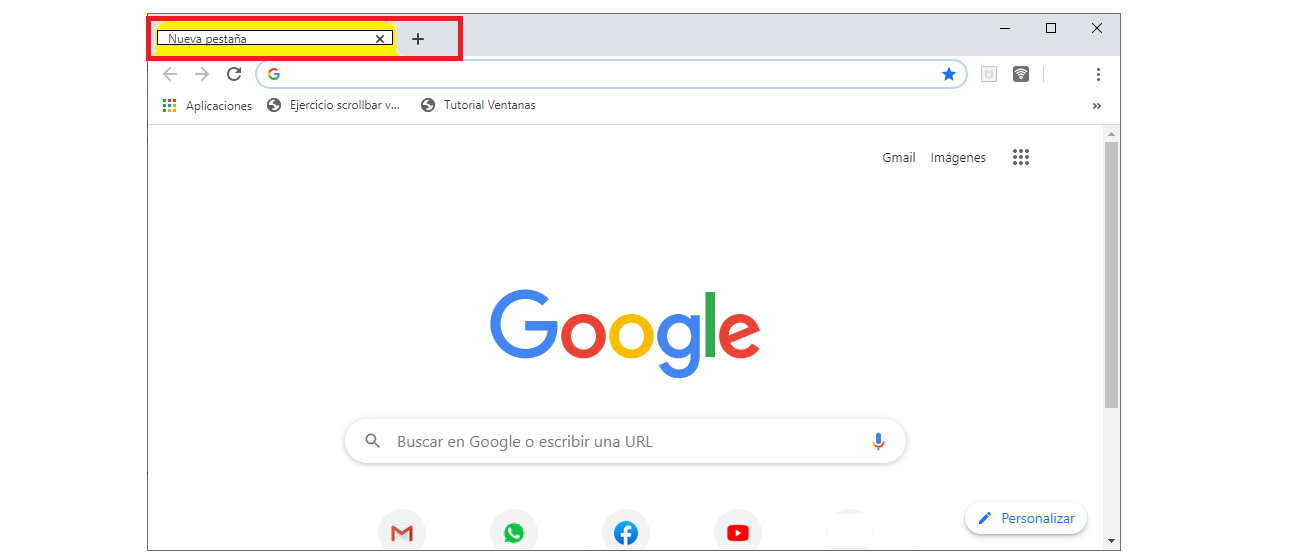 Nueva pestaña
Aplicaciones Ejercicio scrollbar v... Tutorial Ventanas
Gmail Imágenes
Google
Buscar en Google o escribir una URL
Personalizar